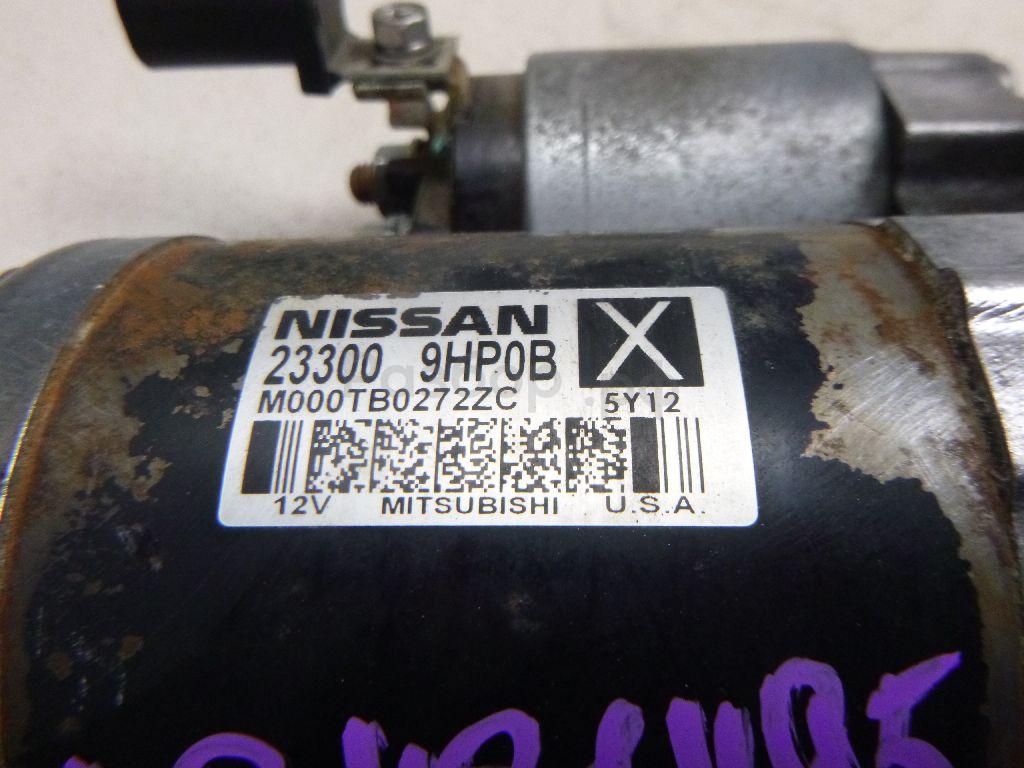 NISSAN X
23300 9HP0B
M000TB0272ZC 5Y12
12V MITSUBISHI U.S.A.